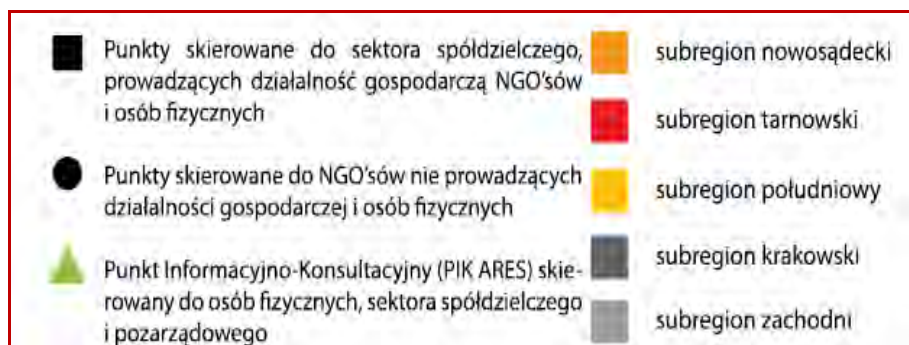 Punkty skierowane do sektora spółdzielczego,
prowadzących działalność gospodarczą NGO'sów
i osób fizycznych
Punkty skierowane do NGO'sów nie prowadzących
działalności gospodarczej i osób fizycznych
Punkt Informacyjno-Konsultacyjny (PIK ARES) skie-
rowany do osób fizycznych, sektora spółdzielczego
i pozarządowego
subregion nowosądecki
subregion tarnowski
subregion południowy
subregion krakowski
subregion zachodni